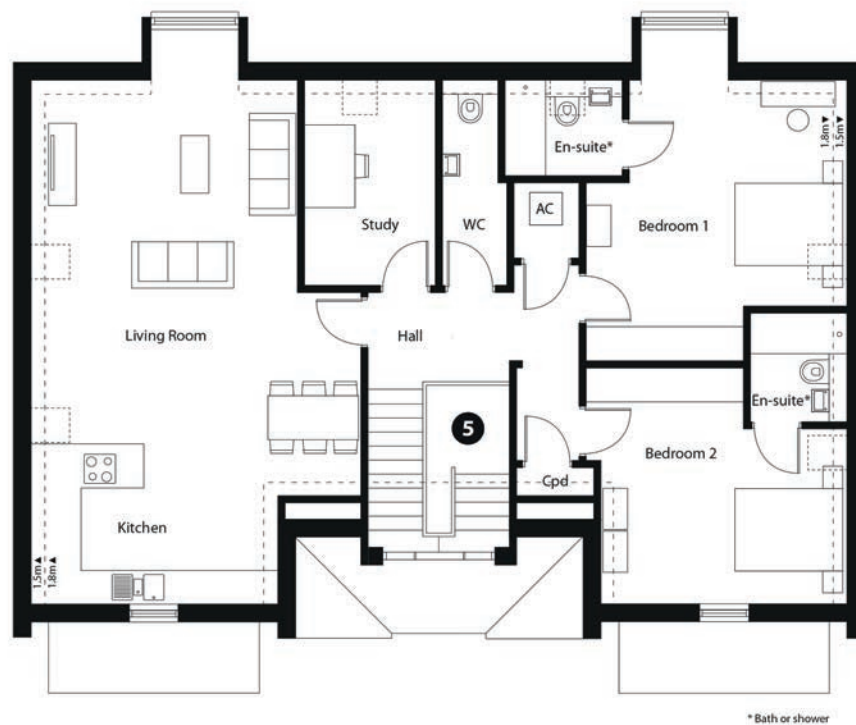 En-suite*
1.8m▲
1.5m▲
AC
Study
WC
Bedroom 1
Living Room
Hall
En-suite*
5
Bedroom 2
Cpd
Kitchen
1.5m▲
1.8m▲
* Bath or shower